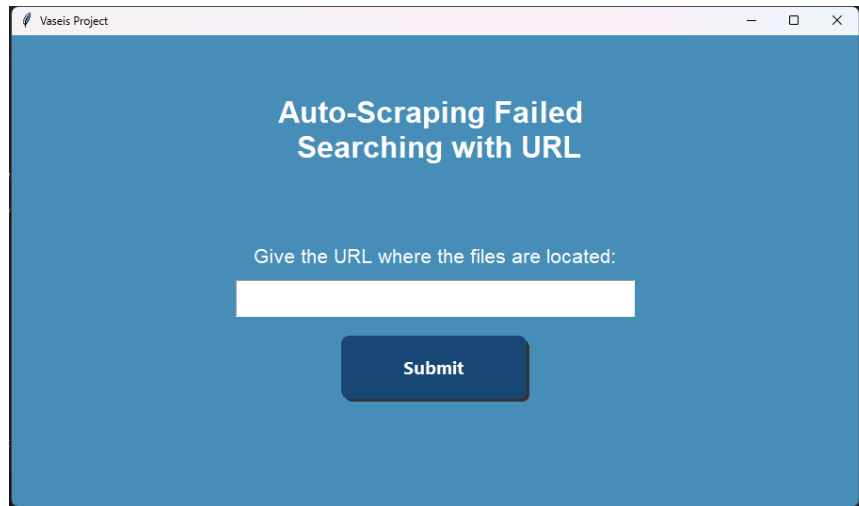 Vaseis Project
Auto-Scraping Failed
Searching with URL
Give the URL where the files are located:
Submit